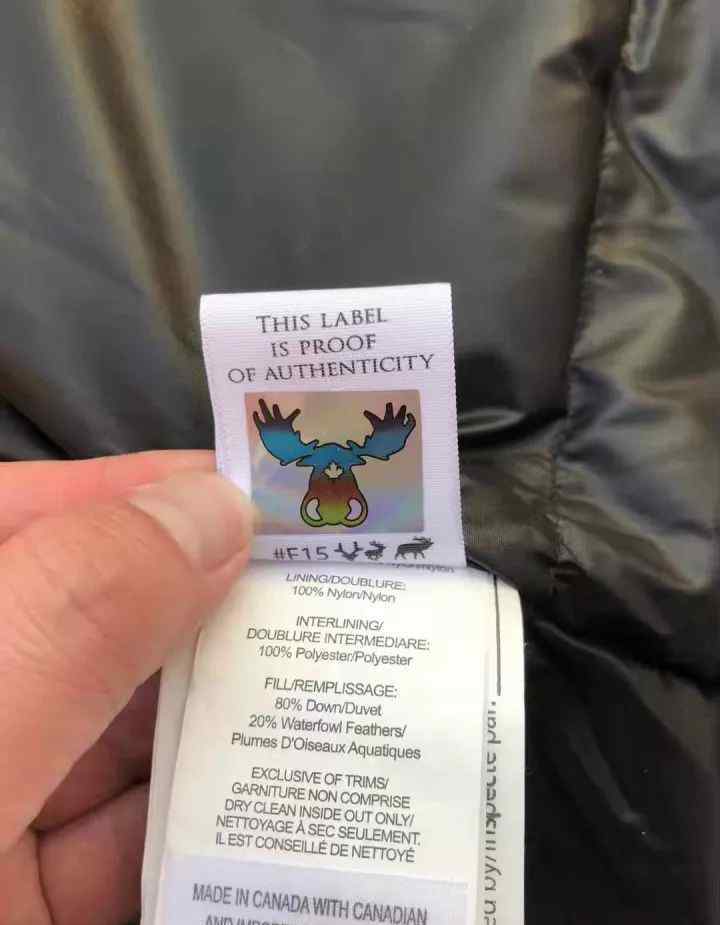 THIS LABEL
IS PROOF
OF AUTHENTICITY
#F15
LINING/DOUBLURE:
100% Nylon/Nylon
INTERLINING/
DOUBLURE INTERMEDIARE:
100% Polyester/Polyester
FILL/REMPLISSAGE:
80% Down/Duvet
20% Waterfowl Feathers/
Plumes D'Oiseaux Aquatiques
EXCLUSIVE OF TRIMS/
GARNITURE NON COMPRISE
DRY CLEAN INSIDE OUT ONLY/
NETTOYAGE À SEC SEULEMENT.
IL EST CONSEILLÉ DE NETTOYÉ
MADE IN CANADA WITH CANADIAN